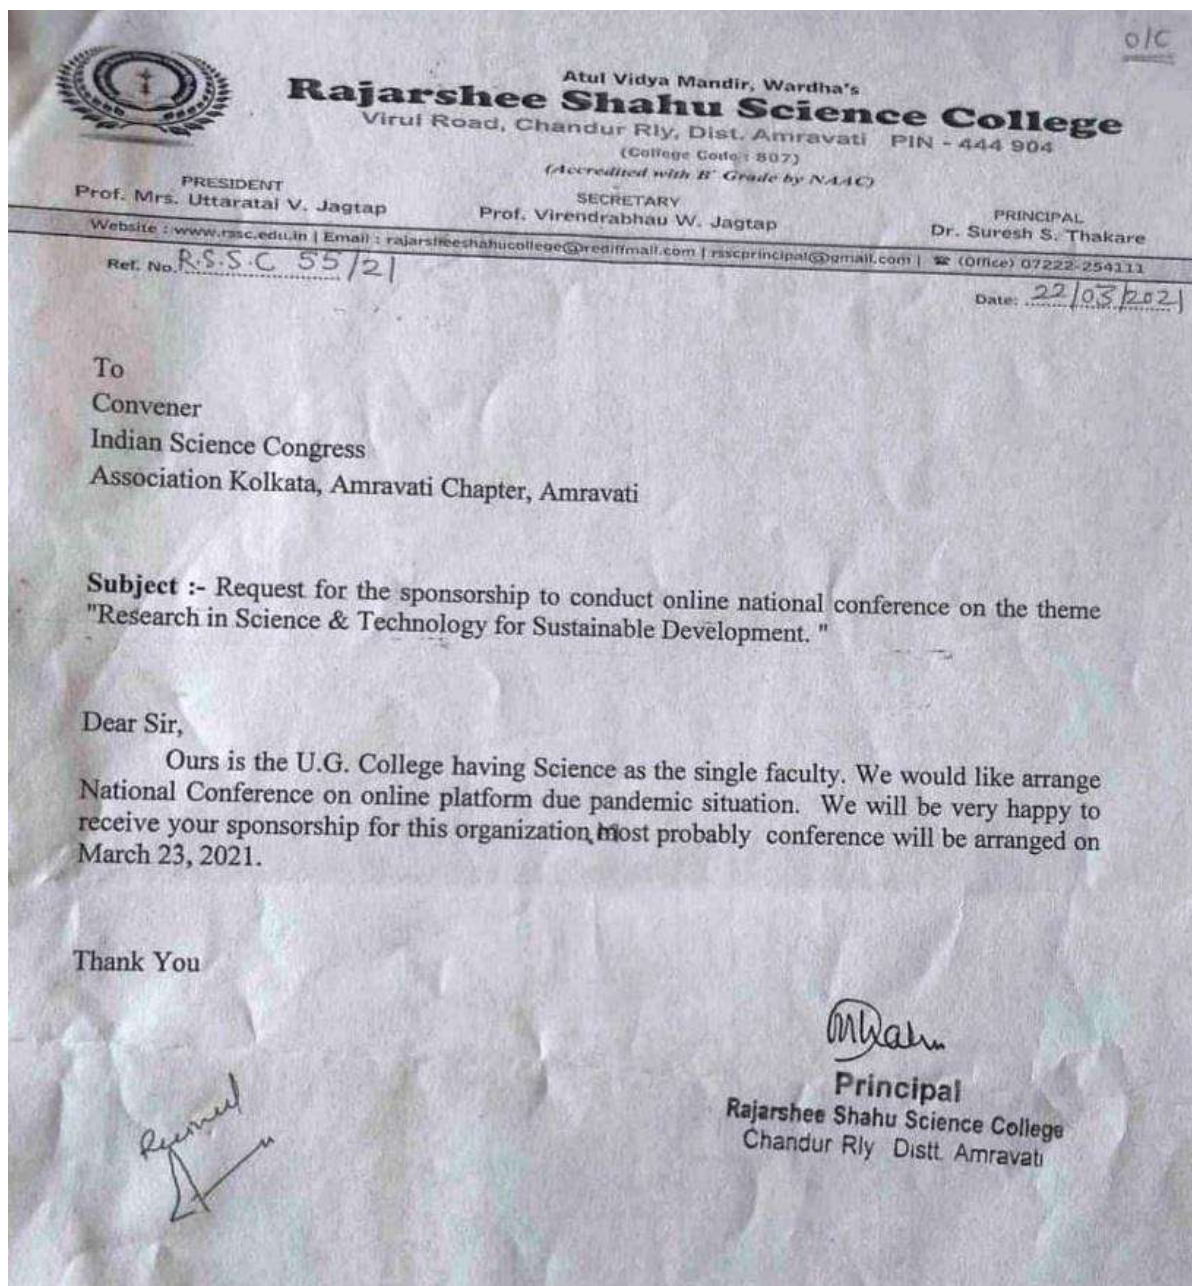 O/C
Atul Vidya Mandir, Wardha's
Rajarshee Shahu Science College
Virul Road, Chandur Rly, Dist. Amravati PIN - 444 904
(College Code : 807)
(Accredited with B+ Grade by NAAC)
PRESIDENT
Prof. Mrs. Uttaratai V. Jagtap
SECRETARY
Prof. Virendrabhau W. Jagtap
PRINCIPAL
Dr. Suresh S. Thakare
Website : www.rssc.edu.in | Email : rajarsheeshahucollege@rediffmail.com | rsscprincipal@gmail.com | ☎ (Office) 07222-254111
Ref. No. R.S.S.C 55/21
Date: 22/03/2021
To
Convener
Indian Science Congress
Association Kolkata, Amravati Chapter, Amravati
Subject :- Request for the sponsorship to conduct online national conference on the theme
"Research in Science & Technology for Sustainable Development. "
Dear Sir,
Ours is the U.G. College having Science as the single faculty. We would like arrange
National Conference on online platform due pandemic situation. We will be very happy to
receive your sponsorship for this organization, most probably conference will be arranged on
March 23, 2021.
Thank You
Principal
Rajarshee Shahu Science College
Chandur Rly Distt. Amravati
Received